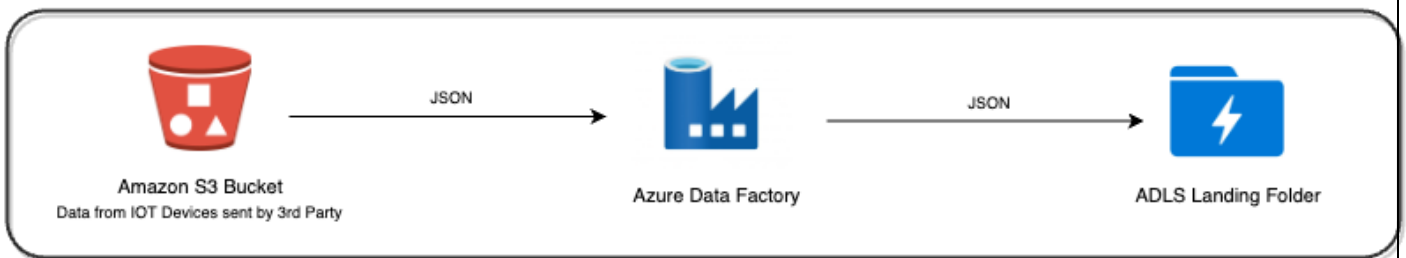 JSON
JSON
Amazon S3 Bucket
Data from IOT Devices sent by 3rd Party
Azure Data Factory
ADLS Landing Folder